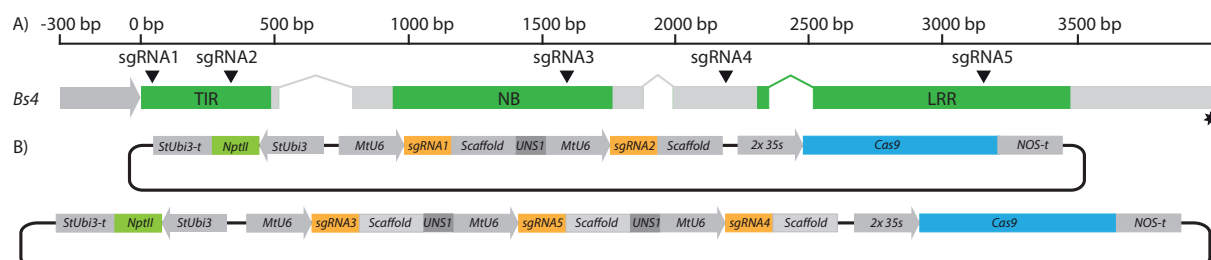 A) -300 bp 0 bp 500 bp 1000 bp 1500 bp 2000 bp 2500 bp 3000 bp 3500 bp
sgRNA1 sgRNA2 sgRNA3 sgRNA4 sgRNA5
Bs4 TIR NB LRR
B) StUbi3-t NptII StUbi3 MtU6 sgRNA1 Scaffold UNS1 MtU6 sgRNA2 Scaffold 2x 35s Cas9 NOS-t
StUbi3-t NptII StUbi3 MtU6 sgRNA3 Scaffold UNS1 MtU6 sgRNA5 Scaffold UNS1 MtU6 sgRNA4 Scaffold 2x 35s Cas9 NOS-t